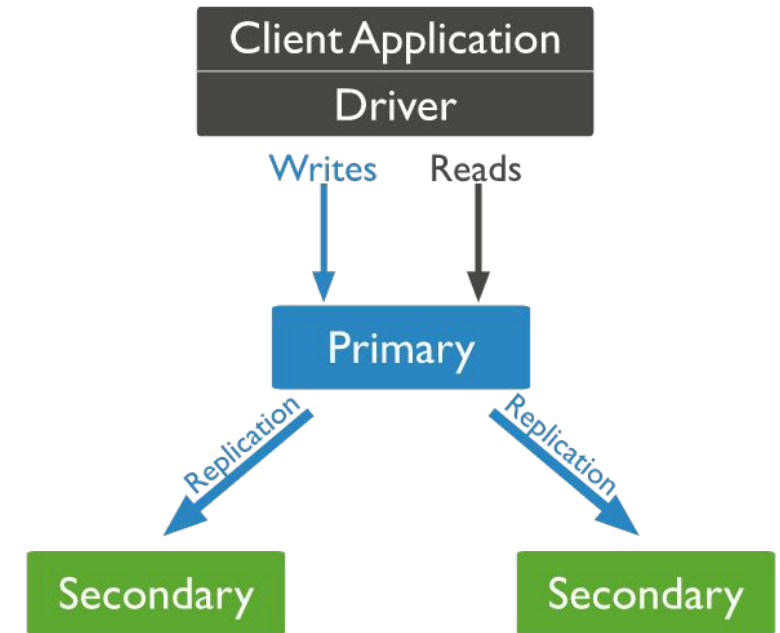 Client Application
Driver
Writes
Reads
Primary
Replication
Replication
Secondary
Secondary